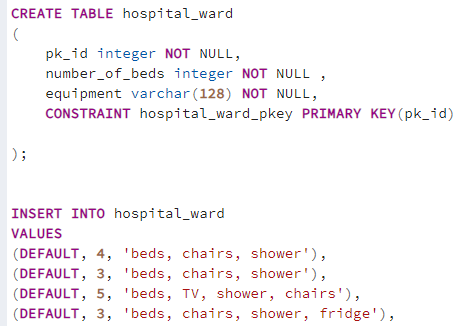 CREATE TABLE hospital_ward
(
pk_id integer NOT NULL,
number_of_beds integer NOT NULL ,
equipment varchar(128) NOT NULL,
CONSTRAINT hospital_ward_pkey PRIMARY KEY(pk_id)
);
INSERT INTO hospital_ward
VALUES
(DEFAULT, 4, 'beds, chairs, shower'),
(DEFAULT, 3, 'beds, chairs, shower'),
(DEFAULT, 5, 'beds, TV, shower, chairs'),
(DEFAULT, 3, 'beds, chairs, shower, fridge'),